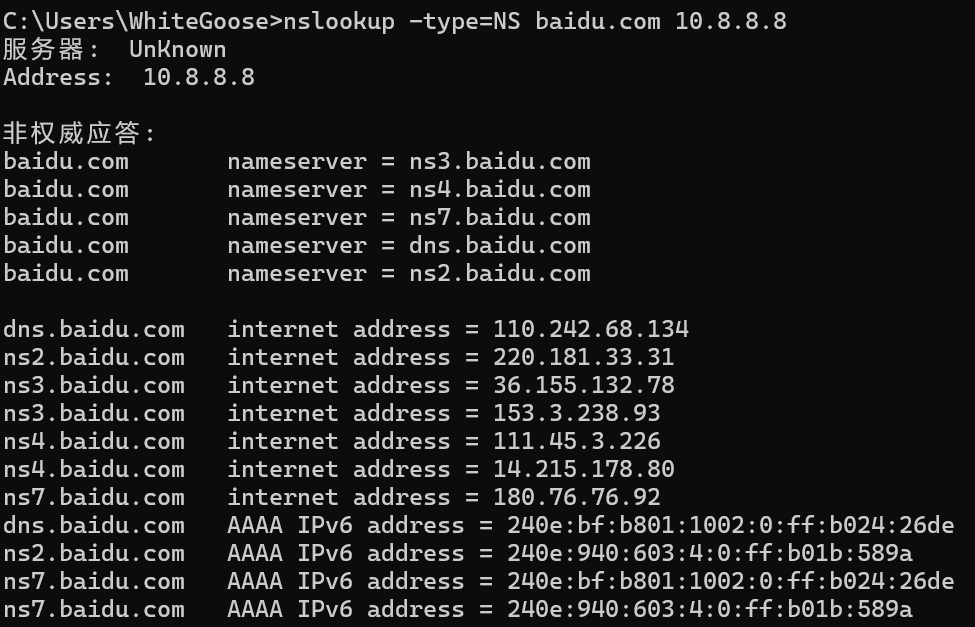 C:\Users\WhiteGoose>nslookup -type=NS baidu.com 10.8.8.8
服务器:  UnKnown
Address:  10.8.8.8
非权威应答:
baidu.com       nameserver = ns3.baidu.com
baidu.com       nameserver = ns4.baidu.com
baidu.com       nameserver = ns7.baidu.com
baidu.com       nameserver = dns.baidu.com
baidu.com       nameserver = ns2.baidu.com
dns.baidu.com   internet address = 110.242.68.134
ns2.baidu.com   internet address = 220.181.33.31
ns3.baidu.com   internet address = 36.155.132.78
ns3.baidu.com   internet address = 153.3.238.93
ns4.baidu.com   internet address = 111.45.3.226
ns4.baidu.com   internet address = 14.215.178.80
ns7.baidu.com   internet address = 180.76.76.92
dns.baidu.com   AAAA IPv6 address = 240e:bf:b801:1002:0:ff:b024:26de
ns2.baidu.com   AAAA IPv6 address = 240e:940:603:4:0:ff:b01b:589a
ns7.baidu.com   AAAA IPv6 address = 240e:bf:b801:1002:0:ff:b024:26de
ns7.baidu.com   AAAA IPv6 address = 240e:940:603:4:0:ff:b01b:589a